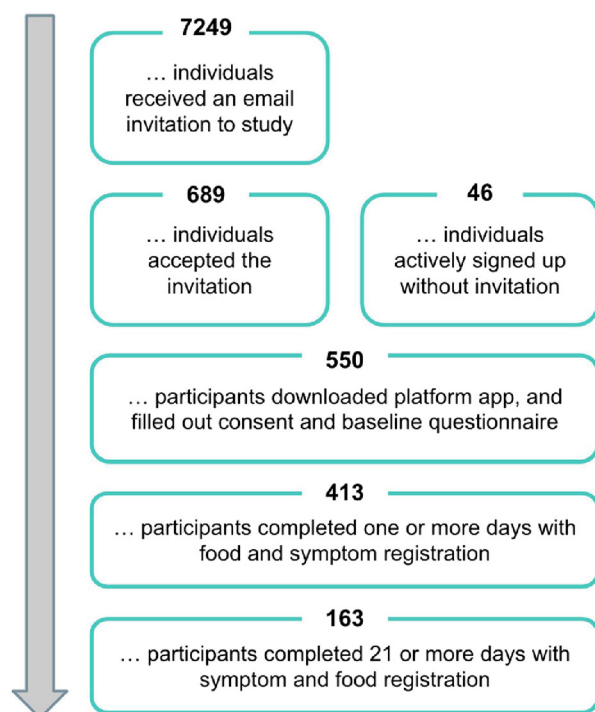 7249
… individuals
received an email
invitation to study
689
… individuals
accepted the
invitation
46
… individuals
actively signed up
without invitation
550
… participants downloaded platform app, and
filled out consent and baseline questionnaire
413
… participants completed one or more days with
food and symptom registration
163
… participants completed 21 or more days with
symptom and food registration